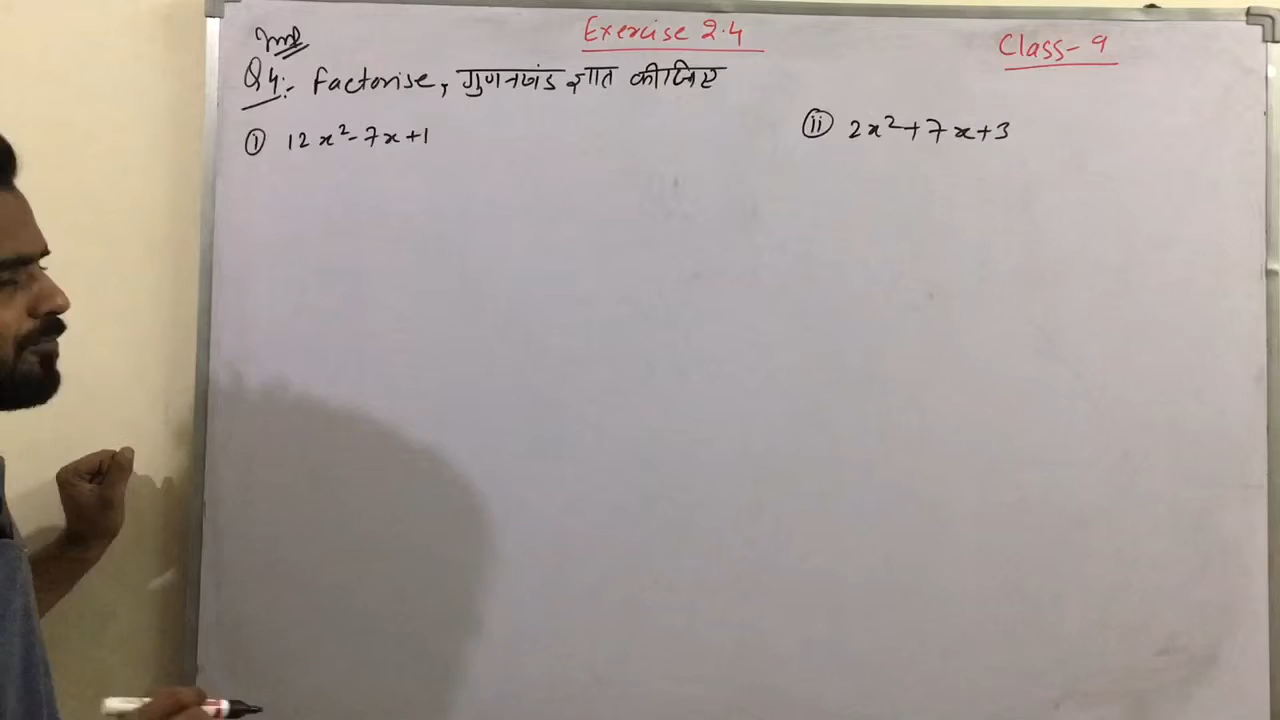 Exercise 2.4
Class-9
Imp
Q4:- Factorise, गुणनखंड ज्ञात कीजिए
(i) 12x²-7x+1
(ii) 2x²+7x+3